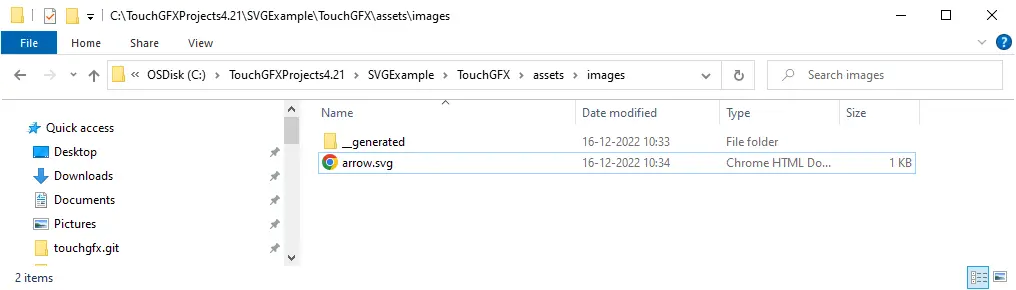 C:\TouchGFXProjects4.21\SVGExample\TouchGFX\assets\images
File Home Share View
« OSDisk (C:) > TouchGFXProjects4.21 > SVGExample > TouchGFX > assets > images
Search images
Name Date modified Type Size
Quick access
Desktop
Downloads
Documents
Pictures
touchgfx.git
__generated 16-12-2022 10:33 File folder
arrow.svg 16-12-2022 10:34 Chrome HTML Do... 1 KB
2 items